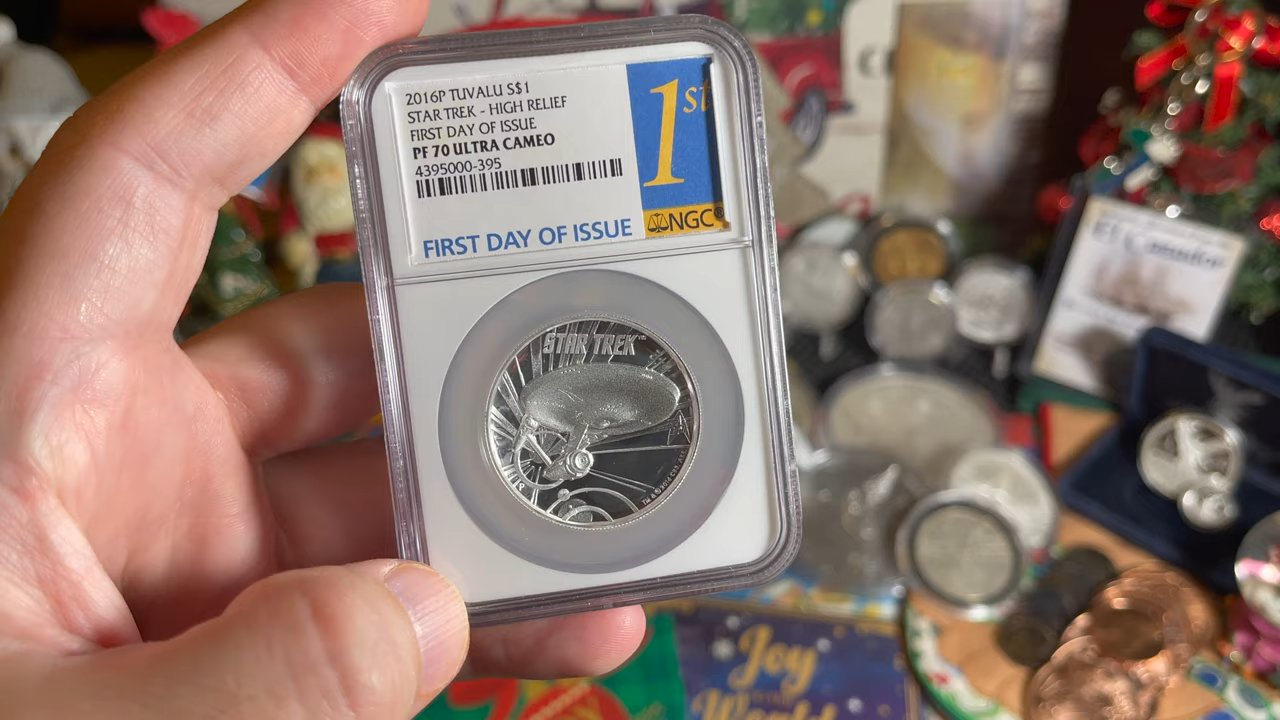 2016P TUVALU S$1
STAR TREK - HIGH RELIEF
FIRST DAY OF ISSUE
PF 70 ULTRA CAMEO
4395000-395
1st
FIRST DAY OF ISSUE
NGC
STAR TREK
Joy
World